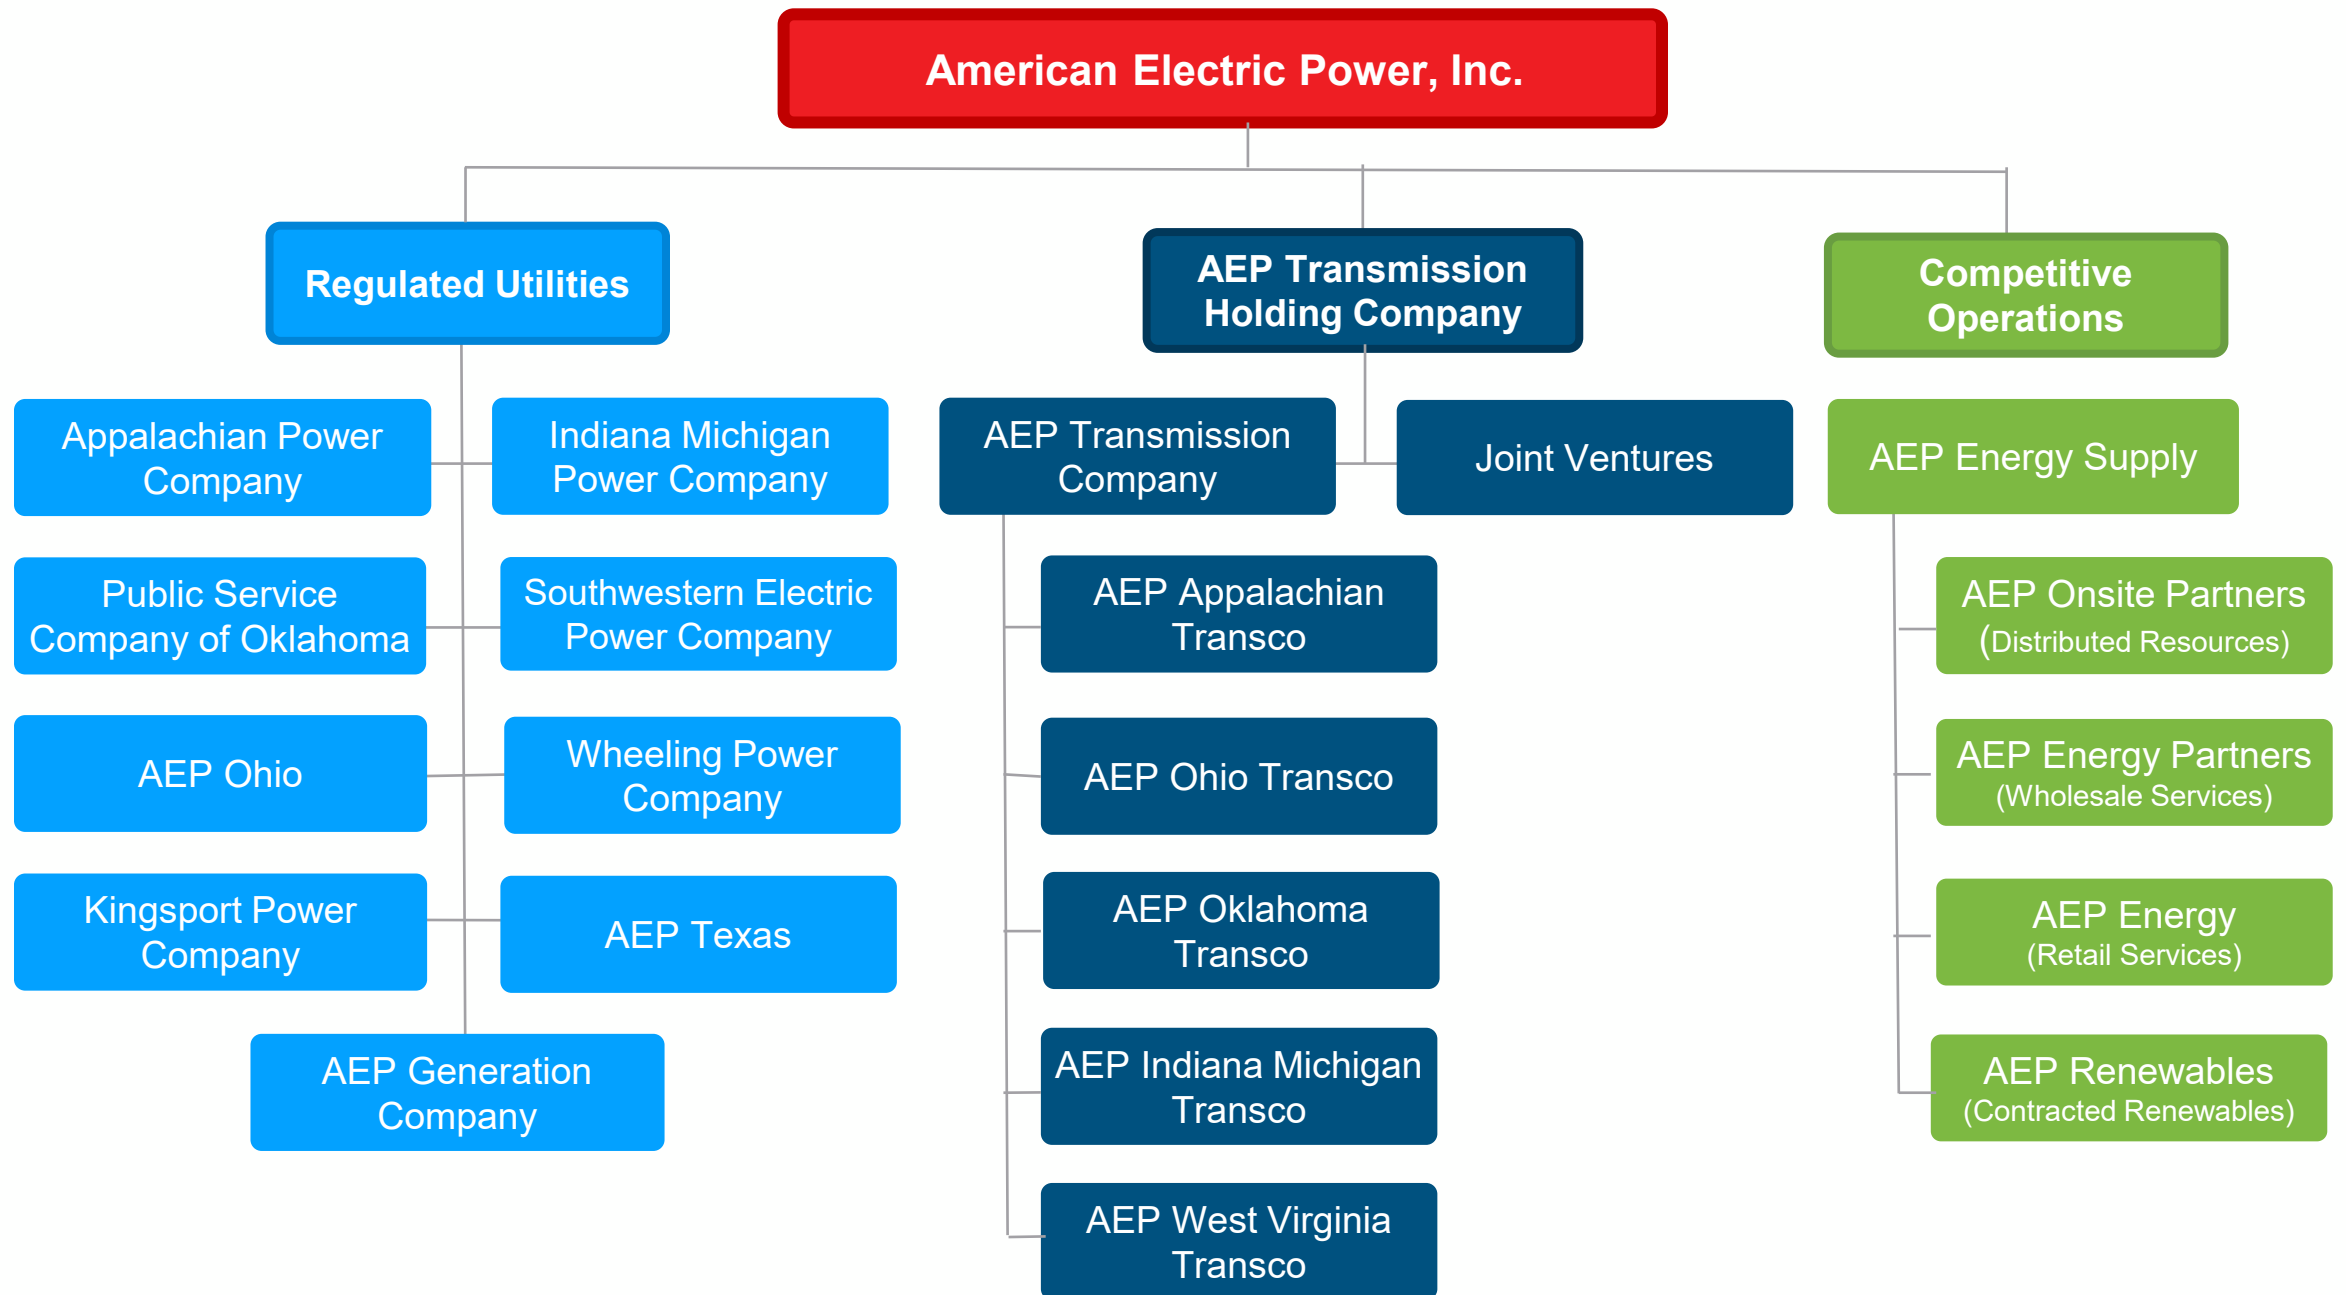 American Electric Power, Inc.
Regulated Utilities
AEP Transmission
Holding Company
Competitive
Operations
Appalachian Power
Company
Indiana Michigan
Power Company
Public Service
Company of Oklahoma
Southwestern Electric
Power Company
AEP Ohio
Wheeling Power
Company
Kingsport Power
Company
AEP Texas
AEP Generation
Company
AEP Transmission
Company
Joint Ventures
AEP Appalachian
Transco
AEP Ohio Transco
AEP Oklahoma
Transco
AEP Indiana Michigan
Transco
AEP West Virginia
Transco
AEP Energy Supply
AEP Onsite Partners
(Distributed Resources)
AEP Energy Partners
(Wholesale Services)
AEP Energy
(Retail Services)
AEP Renewables
(Contracted Renewables)